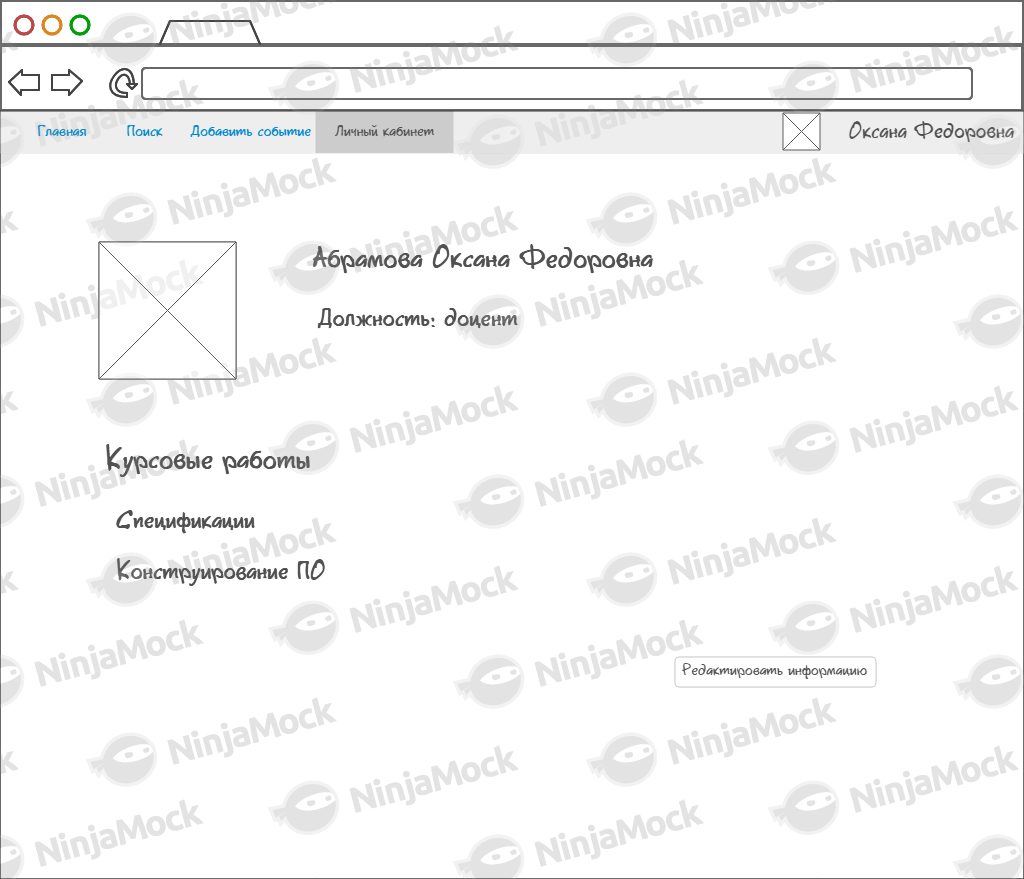 Главная Поиск Добавить событие Личный кабинет Оксана Федоровна
Абрамова Оксана Федоровна
Должность: доцент
Курсовые работы
Спецификации
Конструирование ПО
Редактировать информацию
NinjaMock